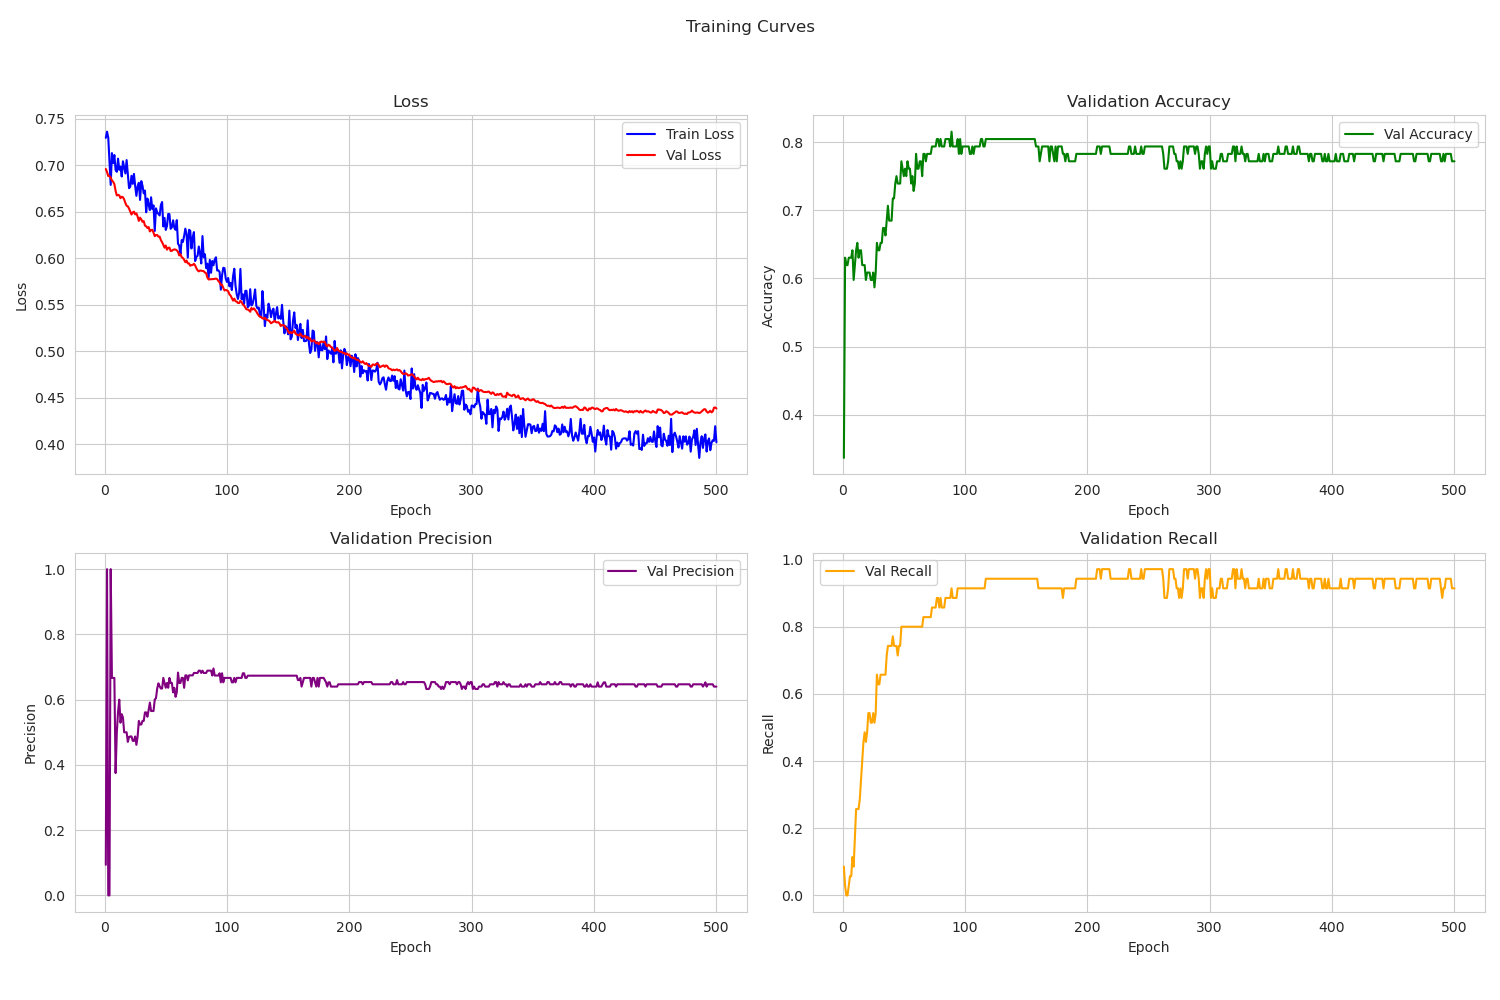 Training Curves
Loss
0.75
0.70
0.65
0.60
0.55
0.50
0.45
0.40
Loss
Train Loss
Val Loss
0 100 200 300 400 500
Epoch
Validation Accuracy
0.8
0.7
0.6
0.5
0.4
Accuracy
Val Accuracy
0 100 200 300 400 500
Epoch
Validation Precision
1.0
0.8
0.6
0.4
0.2
0.0
Precision
Val Precision
0 100 200 300 400 500
Epoch
Validation Recall
1.0
0.8
0.6
0.4
0.2
0.0
Recall
Val Recall
0 100 200 300 400 500
Epoch